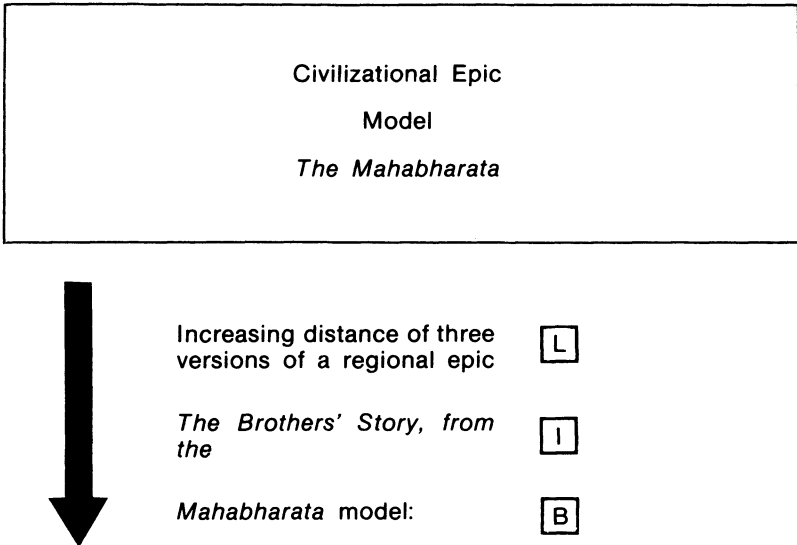 Civilizational Epic
Model
The Mahabharata
Increasing distance of three
versions of a regional epic
L
The Brothers' Story, from
the
I
Mahabharata model:
B